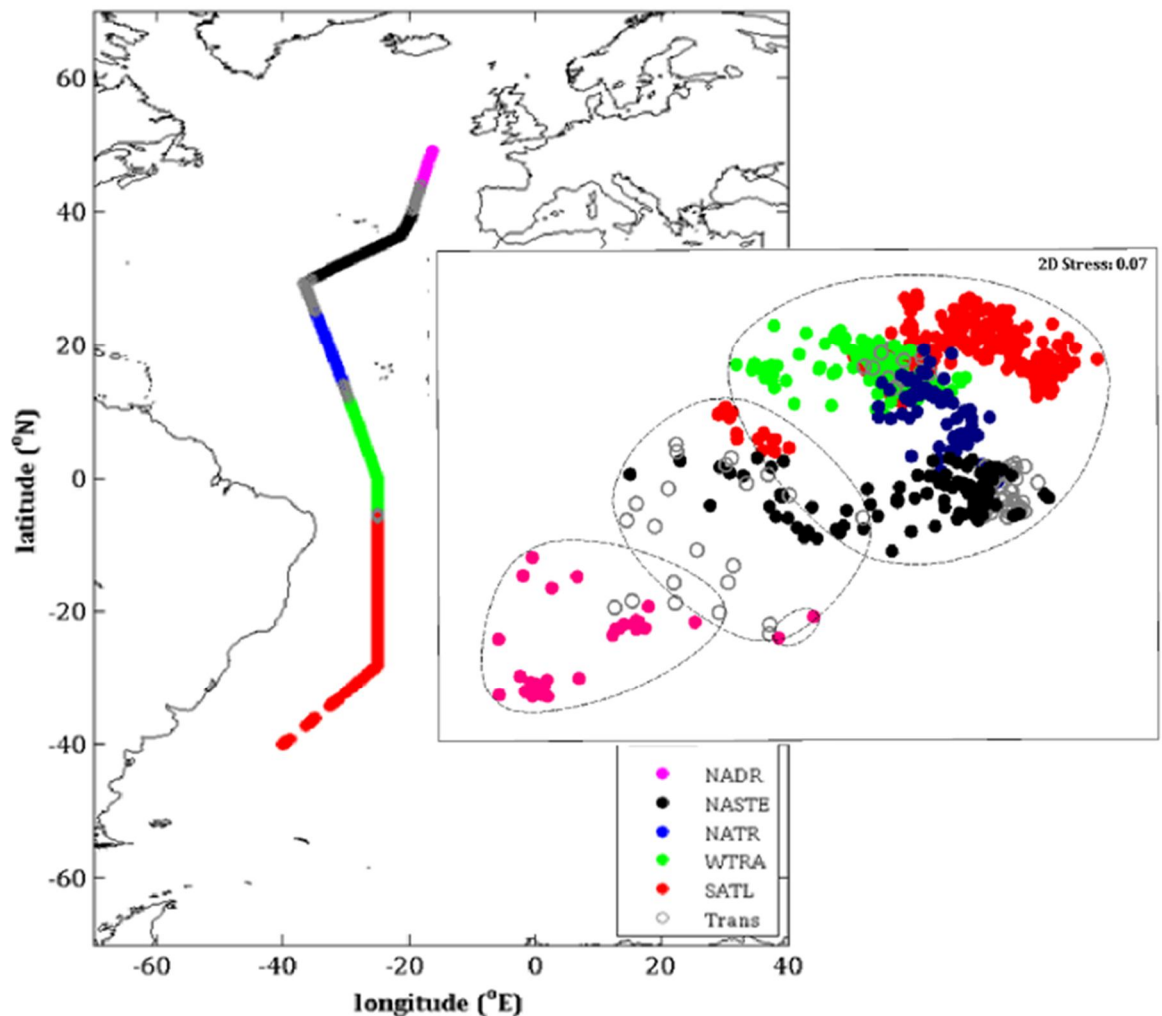 2D Stress: 0.07
60
40
20
0
-20
-40
-60
latitude (°N)
NADR
NASTE
NATR
WTRA
SATL
Trans
-60
-40
-20
0
20
40
longitude (°E)